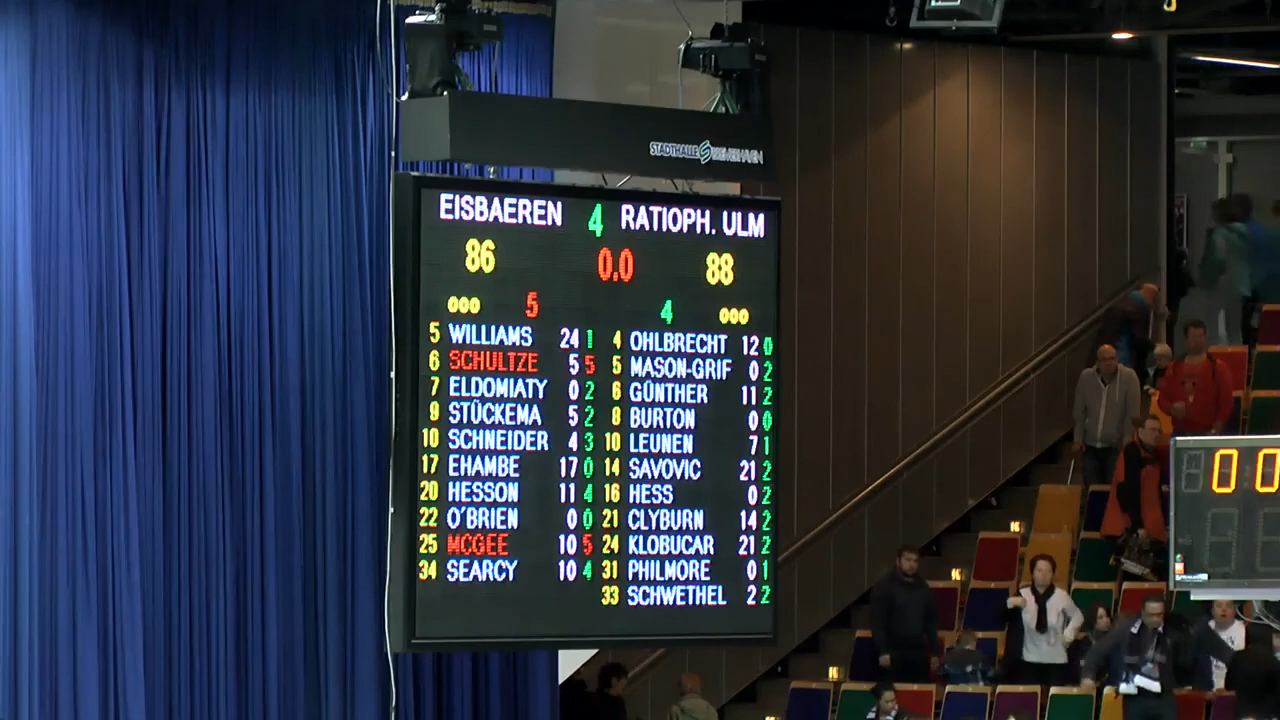 STADTHALLE BREMERHAVEN
EISBAEREN 4 RATIOPH. ULM
86 0.0 88
000 5 4 000
5 WILLIAMS 24 1 4 OHLBRECHT 12 0
6 SCHULTZE 5 5 5 MASON-GRIF 0 2
7 ELDOMIATY 0 2 6 GÜNTHER 11 2
9 STÜCKEMA 5 2 8 BURTON 0 0
10 SCHNEIDER 4 3 10 LEUNEN 7 1
17 EHAMBE 17 0 14 SAVOVIC 21 2
20 HESSON 11 4 16 HESS 0 2
22 O'BRIEN 0 0 21 CLYBURN 14 2
25 MCGEE 10 5 24 KLOBUCAR 21 2
34 SEARCY 10 4 31 PHILMORE 0 1
33 SCHWETHEL 2 2
00